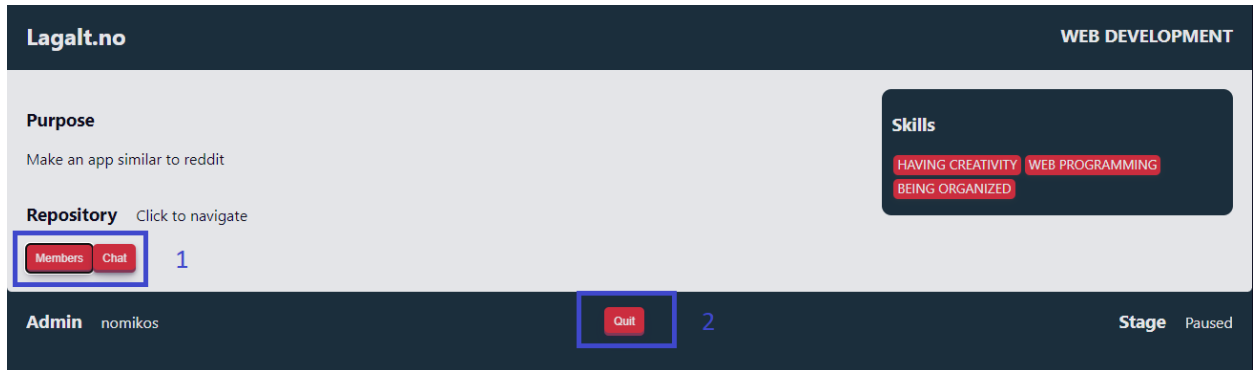 Lagalt.no
WEB DEVELOPMENT
Purpose
Make an app similar to reddit
Skills
HAVING CREATIVITY WEB PROGRAMMING
BEING ORGANIZED
Repository Click to navigate
Members Chat 1
Admin nomikos
Quit 2
Stage Paused